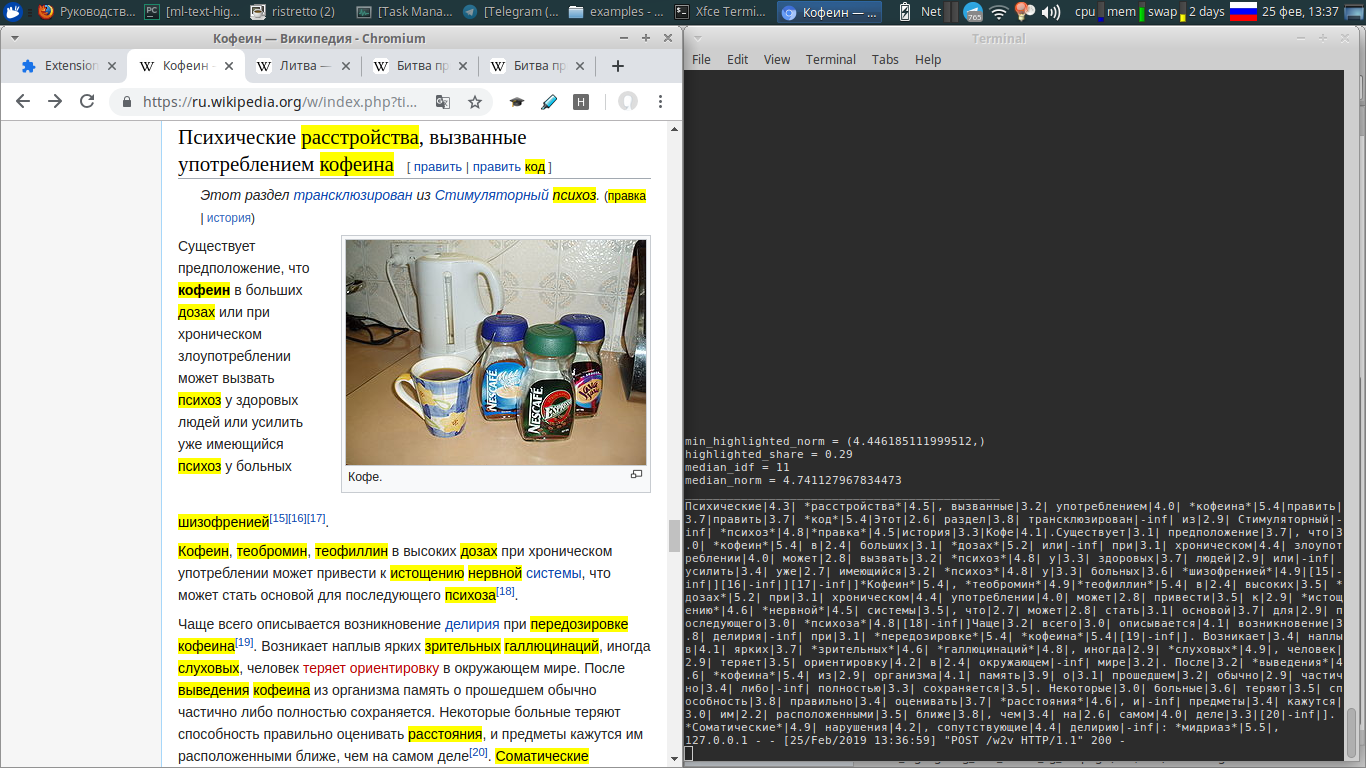 Руководств...
[ml-text-hig...
ristretto (2)
[Task Mana...
[Telegram (...
examples - ...
Xfce Termi...
Кофеин — ...
Net
765
cpu
mem
swap
2 days
25 фев, 13:37
Кофеин — Википедия - Chromium
Extension
Кофеин -
Литва —
Битва пр
Битва пр
https://ru.wikipedia.org/w/index.php?ti...
Психические расстройства, вызванные
употреблением кофеина [ править | править код ]
Этот раздел трансклюзирован из Стимуляторный психоз. (правка
| история)
Существует
предположение, что
кофеин в больших
дозах или при
хроническом
злоупотреблении
может вызвать
психоз у здоровых
людей или усилить
уже имеющийся
психоз у больных
NESCAFÉ
NESCAFÉ
Кофе.
шизофренией[15][16][17].
Кофеин, теобромин, теофиллин в высоких дозах при хроническом
употреблении может привести к истощению нервной системы, что
может стать основой для последующего психоза[18].
Чаще всего описывается возникновение делирия при передозировке
кофеина[19]. Возникает наплыв ярких зрительных галлюцинаций, иногда
слуховых, человек теряет ориентировку в окружающем мире. После
выведения кофеина из организма память о прошедшем обычно
частично либо полностью сохраняется. Некоторые больные теряют
способность правильно оценивать расстояния, и предметы кажутся им
расположенными ближе, чем на самом деле[20]. Соматические
Terminal
File Edit View Terminal Tabs Help
min_highlighted_norm = (4.446185111999512,)
highlighted_share = 0.29
median_idf = 11
median_norm = 4.741127967834473
Психические|4.3| *расстройства*|4.5|, вызванные|3.2| употреблением|4.0| *кофеина*|5.4|править|
3.7|править|3.7| *код*|5.4|Этот|2.6| раздел|3.8| трансклюзирован|-inf| из|2.9| Стимуляторный|-
inf| *психоз*|4.8|*правка*|4.5|история|3.3|Кофе|4.1|.Существует|3.1| предположение|3.7|, что|3
.0| *кофеин*|5.4| в|2.4| больших|3.1| *дозах*|5.2| или|-inf| при|3.1| хроническом|4.4| злоупот
реблении|4.0| может|2.8| вызвать|3.2| *психоз*|4.8| у|3.3| здоровых|3.7| людей|2.9| или|-inf|
усилить|3.4| уже|2.7| имеющийся|3.2| *психоз*|4.8| у|3.3| больных|3.6| *шизофренией*|4.9|[15|-
inf|][16|-inf|][17|-inf|]*Кофеин*|5.4|, *теобромин*|4.9|*теофиллин*|5.4| в|2.4| высоких|3.5| *
дозах*|5.2| при|3.1| хроническом|4.4| употреблении|4.0| может|2.8| привести|3.5| к|2.9| *истощ
ению*|4.6| *нервной*|4.5| системы|3.5|, что|2.7| может|2.8| стать|3.1| основой|3.7| для|2.9| п
оследующего|3.0| *психоза*|4.8|[18|-inf|]Чаще|3.2| всего|3.0| описывается|4.1| возникновение|3
.8| делирия|-inf| при|3.1| *передозировке*|5.4| *кофеина*|5.4|[19|-inf|]. Возникает|3.4| наплы
в|4.1| ярких|3.7| *зрительных*|4.6| *галлюцинаций*|4.8|, иногда|2.9| *слуховых*|4.9|, человек|
2.9| теряет|3.5| ориентировку|4.2| в|2.4| окружающем|-inf| мире|3.2|. После|3.2| *выведения*|4
.6| *кофеина*|5.4| из|2.9| организма|4.1| память|3.9| о|3.1| прошедшем|3.2| обычно|2.9| частич
но|3.4| либо|-inf| полностью|3.3| сохраняется|3.5|. Некоторые|3.0| больные|3.6| теряют|3.5| сп
особность|3.8| правильно|3.4| оценивать|3.7| *расстояния*|4.6|, и|-inf| предметы|3.4| кажутся|
3.0| им|2.2| расположенными|3.5| ближе|3.8|, чем|3.4| на|2.6| самом|4.0| деле|3.3|[20|-inf|].
*Соматические*|4.9| нарушения|4.2|, сопутствующие|4.4| делирию|-inf|: *мидриаз*|5.5|,
127.0.0.1 - - [25/Feb/2019 13:36:59] "POST /w2v HTTP/1.1" 200 -